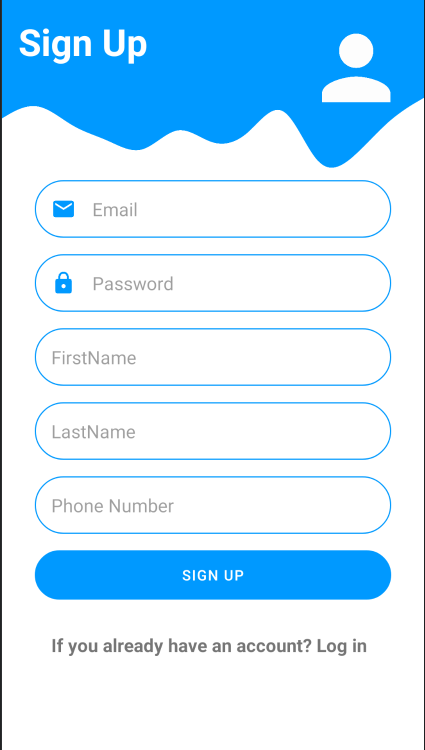 Sign Up
Email
Password
FirstName
LastName
Phone Number
SIGN UP
If you already have an account? Log in